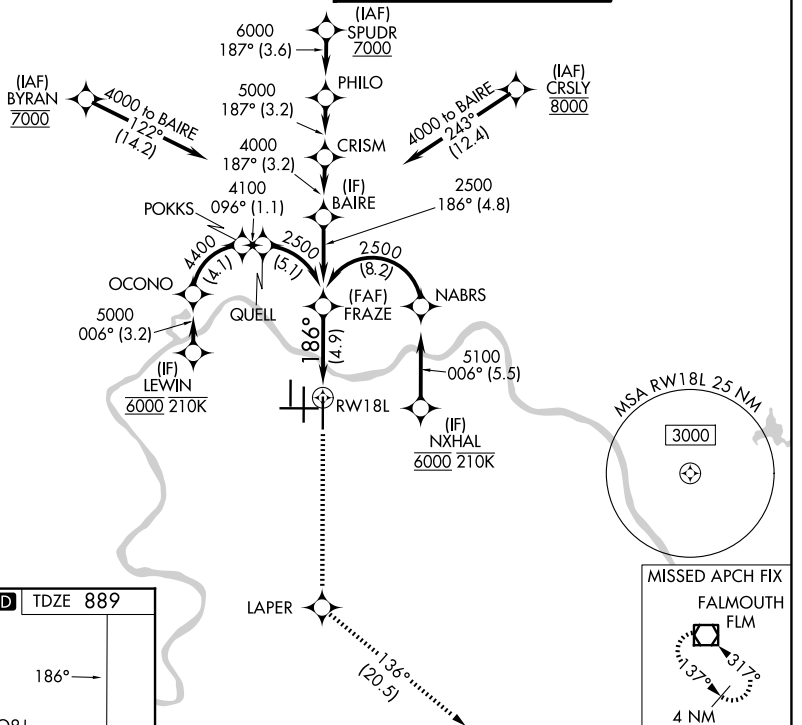 (IAF)
SPUDR
7000
6000
187° (3.6)
PHILO
5000
187° (3.2)
CRISM
4000
187° (3.2)
(IAF)
BYRAN
7000
4000 to BAIRE
122°
(14.2)
(IAF)
CRSLY
8000
4000 to BAIRE
243°
(12.4)
(IF)
BAIRE
2500
186° (4.8)
4100
096° (1.1)
POKKS
4400
(4.1)
2500
(5.1)
2500
(8.2)
OCONO
QUELL
(FAF)
FRAZE
NABRS
5000
006° (3.2)
(IF)
LEWIN
6000 210K
186°
(4.9)
5100
006° (5.5)
RW18L
(IF)
NXHAL
6000 210K
MSA RW18L 25 NM
3000
LAPER
136°
(20.5)
MISSED APCH FIX
FALMOUTH
FLM
137°
317°
4 NM
D TDZE 889
186°